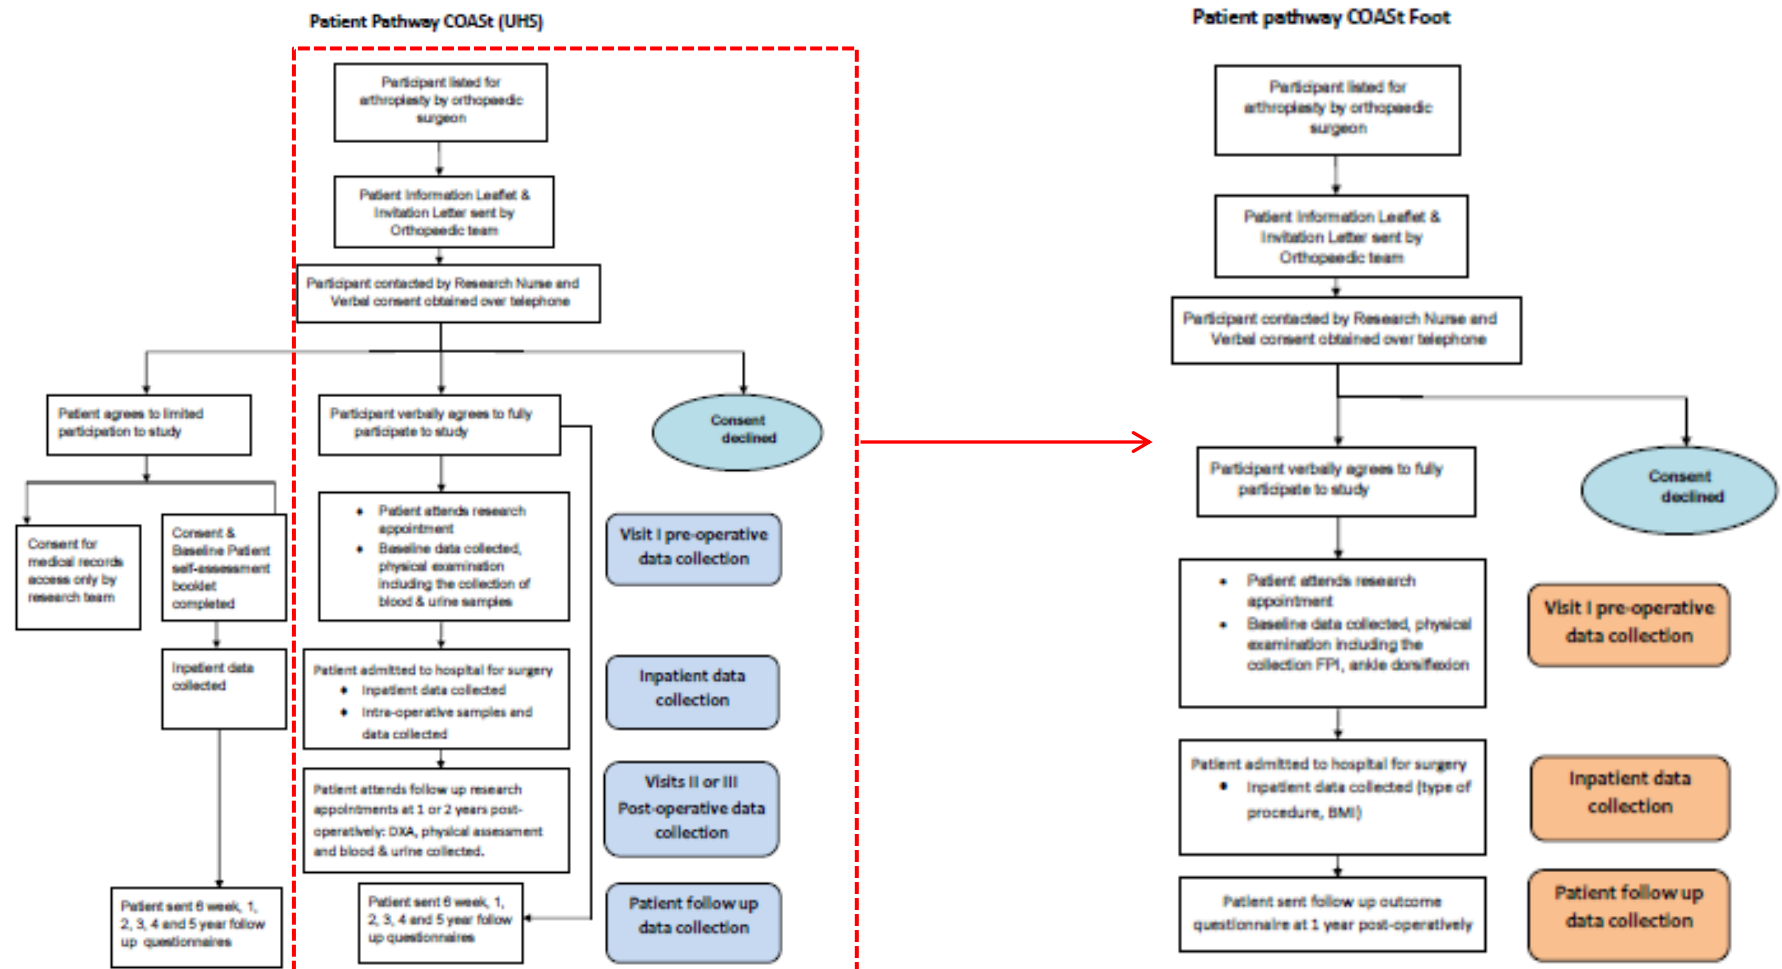 Patient Pathway COASt (UHS)
Participant listed for
arthroplasty by orthopaedic
surgeon
Patient Information Leaflet &
Invitation Letter sent by
Orthopaedic team
Participant contacted by Research Nurse and
Verbal consent obtained over telephone
Patient agrees to limited
participation to study
Participant verbally agrees to fully
participate to study
Consent
declined
Consent for
medical records
access only by
research team
Consent &
Baseline Patient
self-assessment
booklet
completed
Patient attends research
appointment
Baseline data collected,
physical examination
including the collection of
blood & urine samples
Visit I pre-operative
data collection
Inpatient data
collected
Patient admitted to hospital for surgery
Inpatient data collected
Intra-operative samples and
data collected
Inpatient data
collection
Patient attends follow up research
appointments at 1 or 2 years post-
operatively: DXA, physical assessment
and blood & urine collected.
Visits II or III
Post-operative data
collection
Patient sent 6 week, 1,
2, 3, 4 and 5 year follow
up questionnaires
Patient sent 6 week, 1,
2, 3, 4 and 5 year follow
up questionnaires
Patient follow up
data collection
Patient pathway COASt Foot
Participant listed for
arthroplasty by orthopaedic
surgeon
Patient Information Leaflet &
Invitation Letter sent by
Orthopaedic team
Participant contacted by Research Nurse and
Verbal consent obtained over telephone
Participant verbally agrees to fully
participate to study
Consent
declined
Patient attends research
appointment
Baseline data collected, physical
examination including the
collection FPI, ankle dorsiflexion
Visit I pre-operative
data collection
Patient admitted to hospital for surgery
Inpatient data collected (type of
procedure, BMI)
Inpatient data
collection
Patient sent follow up outcome
questionnaire at 1 year post-operatively
Patient follow up
data collection